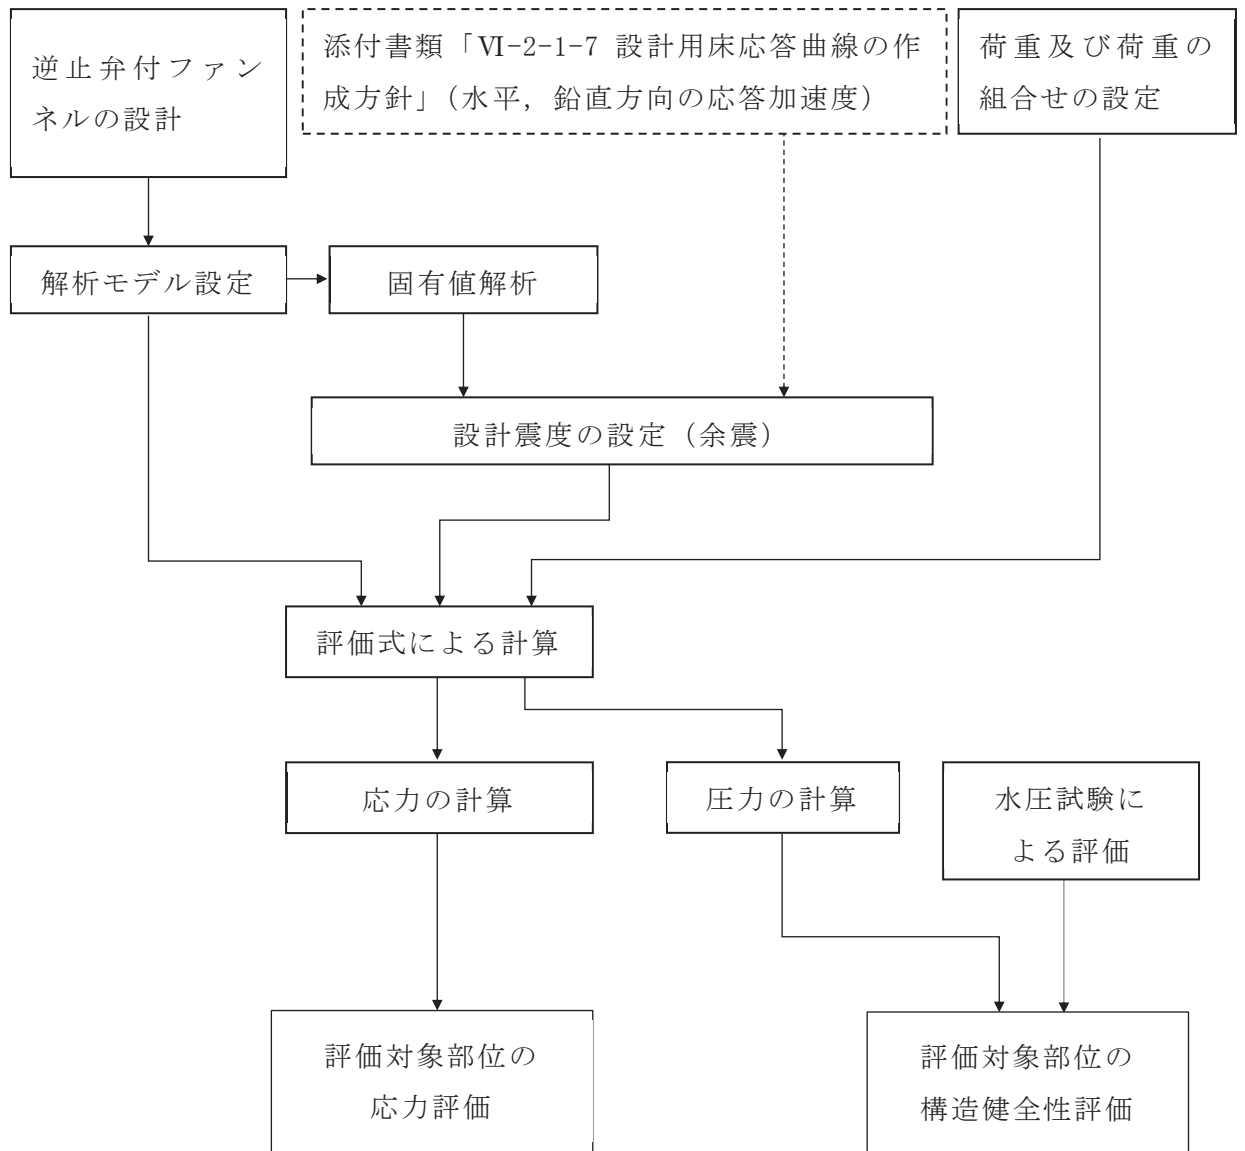 逆止弁付ファン
ネルの設計
添付書類「Ⅵ-2-1-7 設計用床応答曲線の作
成方針」（水平，鉛直方向の応答加速度）
荷重及び荷重の
組合せの設定
解析モデル設定
固有値解析
設計震度の設定（余震）
評価式による計算
応力の計算
圧力の計算
水圧試験に
よる評価
評価対象部位の
応力評価
評価対象部位の
構造健全性評価